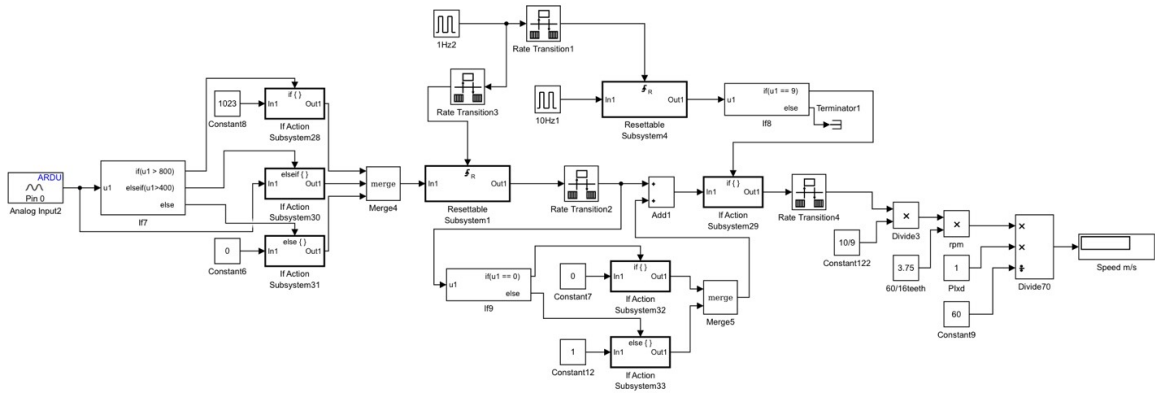 1Hz2
Rate Transition1
Rate Transition3
R
In1 Out1
Resettable
Subsystem4
10Hz1
u1
if(u1 == 9)
else
If8
Terminator1
1023
Constant8
if { }
In1 Out1
If Action
Subsystem28
ARDU
Pin 0
Analog Input2
u1
if(u1 > 800)
elseif(u1>400)
else
If7
elseif { }
In1 Out1
If Action
Subsystem30
0
Constant6
else { }
In1 Out1
If Action
Subsystem31
merge
Merge4
R
In1 Out1
Resettable
Subsystem1
Rate Transition2
+
+
Add1
if { }
In1 Out1
If Action
Subsystem29
Rate Transition4
10/9
Constant122
×
Divide3
3.75
60/16teeth
×
rpm
1
PIxd
60
Constant9
×
×
÷
Divide70
Speed m/s
u1
if(u1 == 0)
else
If9
0
Constant7
if { }
In1 Out1
If Action
Subsystem32
1
Constant12
else { }
In1 Out1
If Action
Subsystem33
merge
Merge5